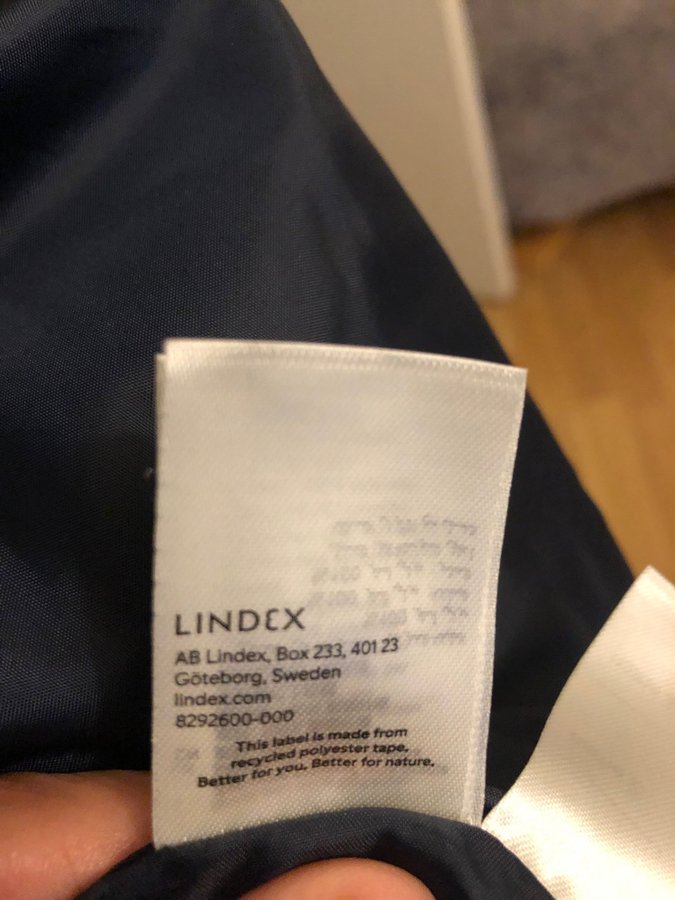 LINDEX
AB Lindex, Box 233, 401 23
Göteborg, Sweden
lindex.com
8292600-000
This label is made from
recycled polyester tape.
Better for you. Better for nature.